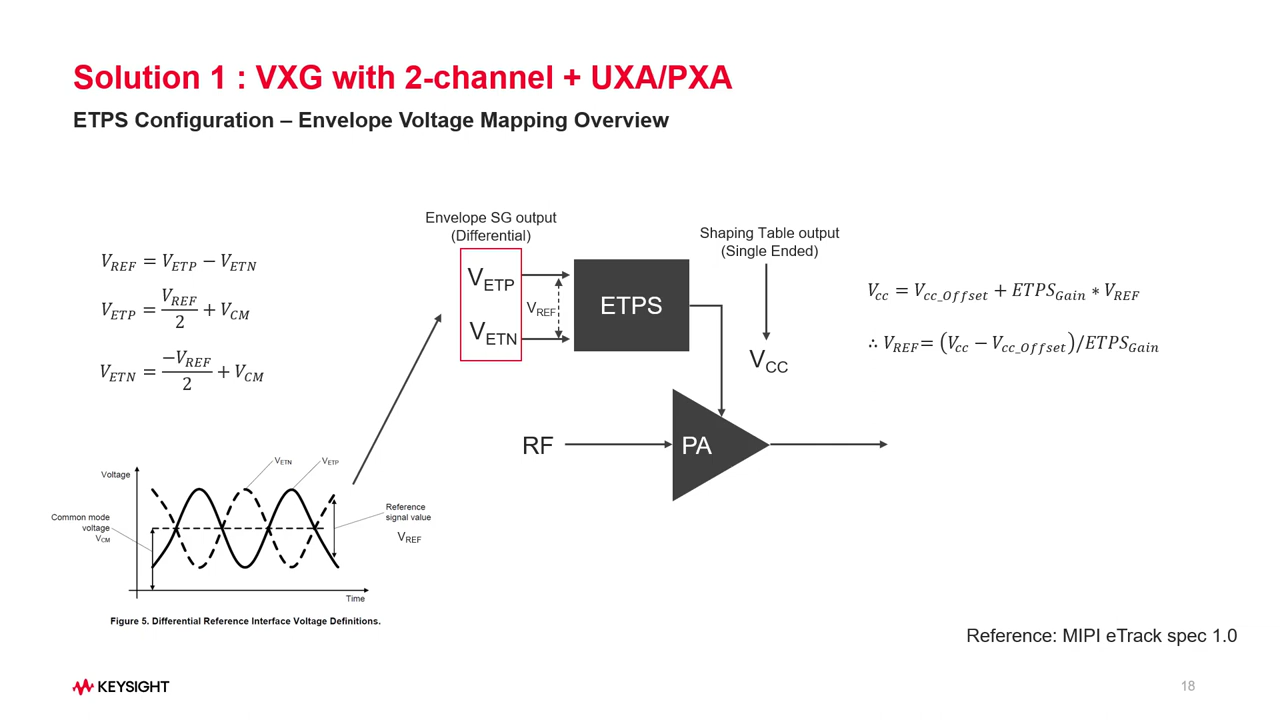 Solution 1 : VXG with 2-channel + UXA/PXA
ETPS Configuration – Envelope Voltage Mapping Overview
Envelope SG output
(Differential)
Shaping Table output
(Single Ended)
V_REF = V_ETP − V_ETN
V_ETP = V_REF/2 + V_CM
V_ETN = −V_REF/2 + V_CM
V_ETP
V_REF
V_ETN
ETPS
V_CC
V_cc = V_cc_Offset + ETPS_Gain * V_REF
∴ V_REF = (V_cc − V_cc_Offset)/ETPS_Gain
RF
PA
Voltage
V_ETN
V_ETP
Common mode
voltage
V_CM
Reference
signal value
V_REF
Time
Figure 5. Differential Reference Interface Voltage Definitions.
Reference: MIPI eTrack spec 1.0
KEYSIGHT
18